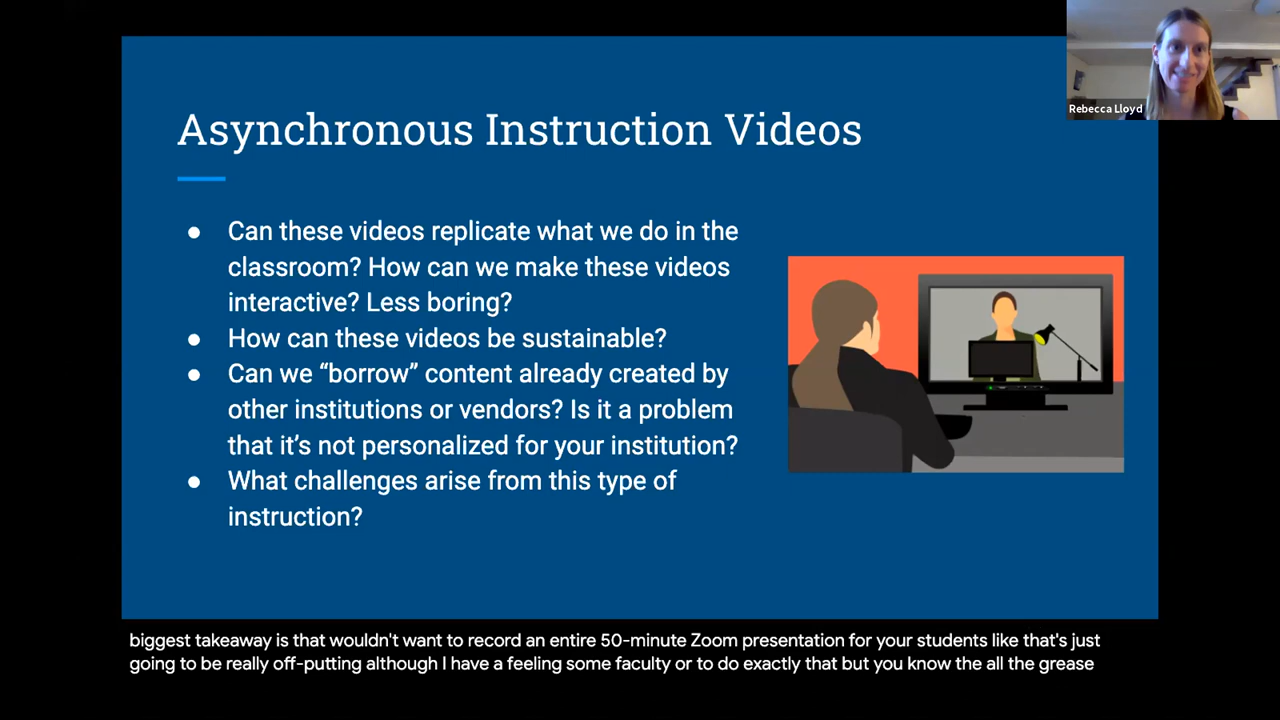 Rebecca Lloyd
Asynchronous Instruction Videos
● Can these videos replicate what we do in the
classroom? How can we make these videos
interactive? Less boring?
● How can these videos be sustainable?
● Can we “borrow” content already created by
other institutions or vendors? Is it a problem
that it’s not personalized for your institution?
● What challenges arise from this type of
instruction?
biggest takeaway is that wouldn't want to record an entire 50-minute Zoom presentation for your students like that's just
going to be really off-putting although I have a feeling some faculty or to do exactly that but you know the all the grease